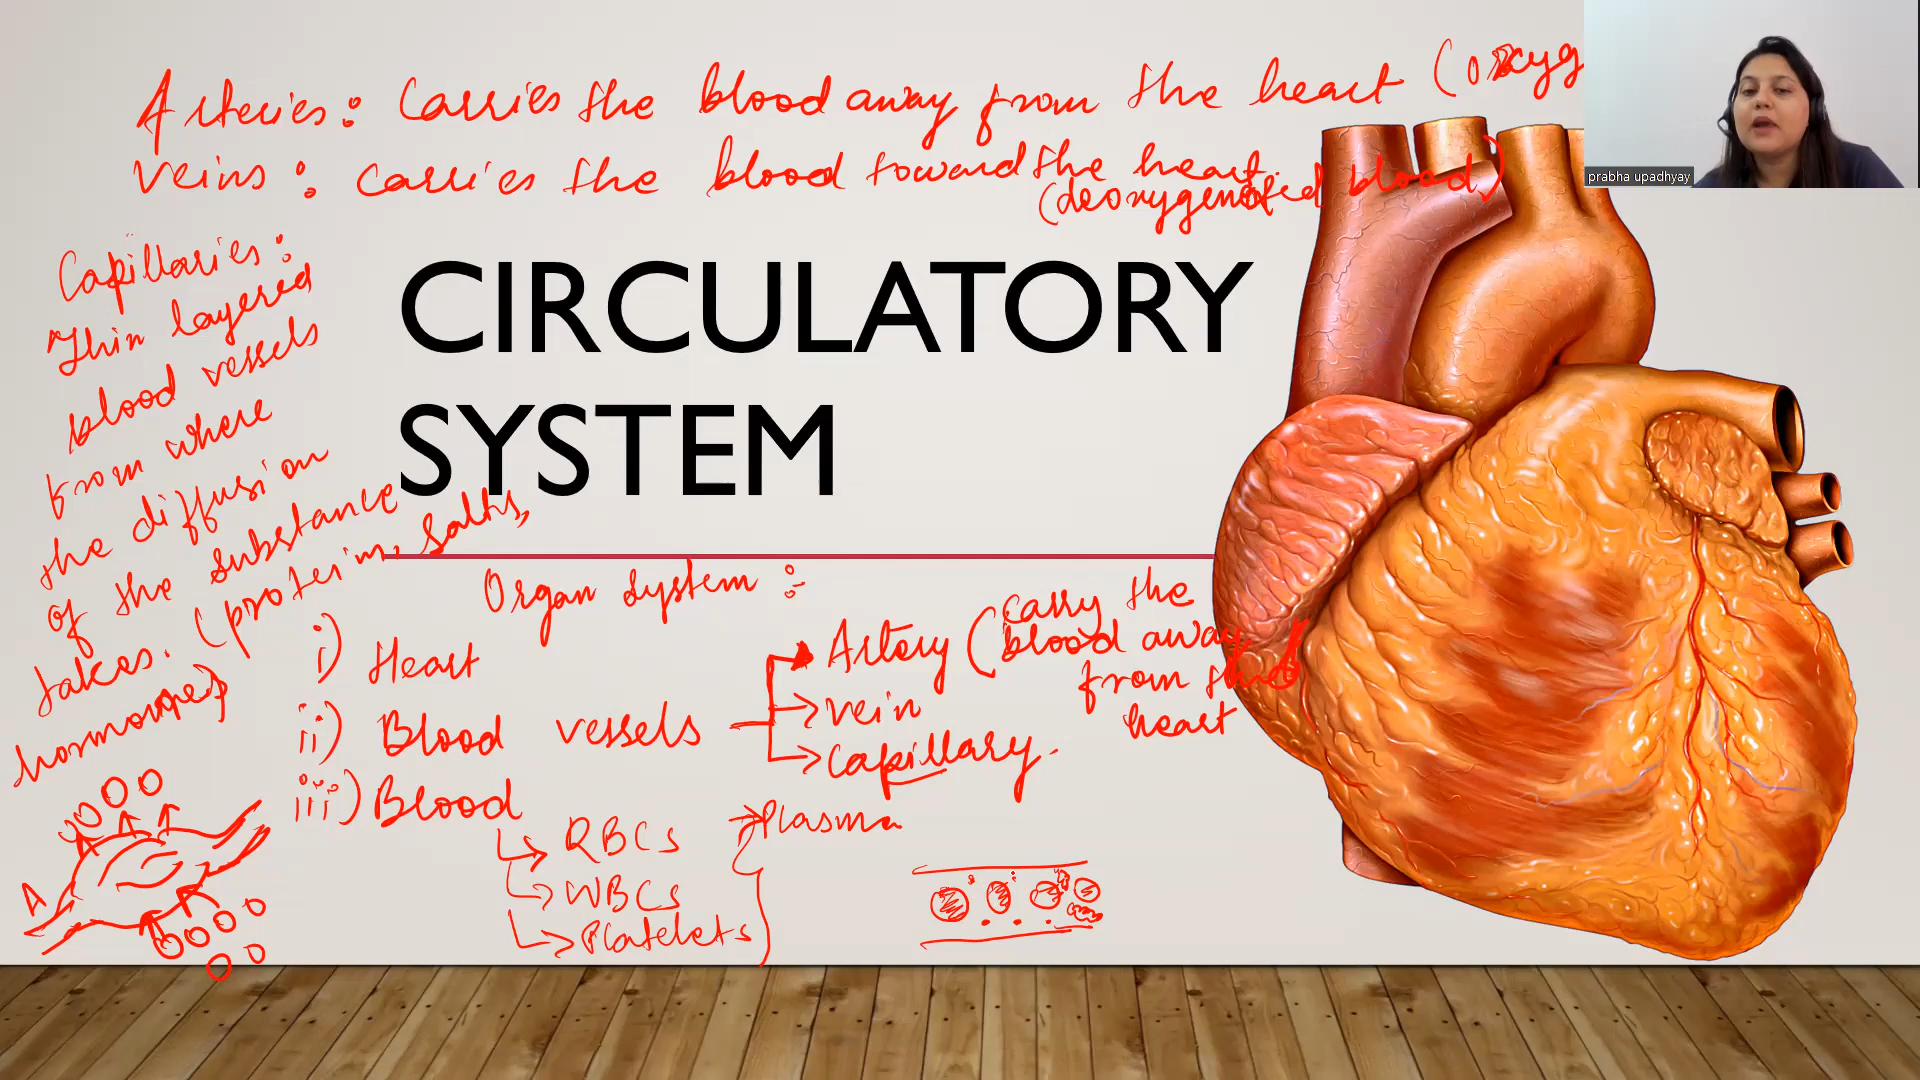 Arteries: Carries the blood away from the heart (oxyg
prabha upadhyay
veins: carries the blood toward the heart.
(deoxygenated blood)
Capillaries:
Thin layered
blood vessels
from where
the diffusion
of the substance
takes. (protein, salts,
hormones)
CIRCULATORY
SYSTEM
Organ System :-
i) Heart
ii) Blood vessels
Artery (carry the
blood away
from the
heart
vein
capillary.
iii) Blood
RBCs
WBCs
Platelets
Plasma
A